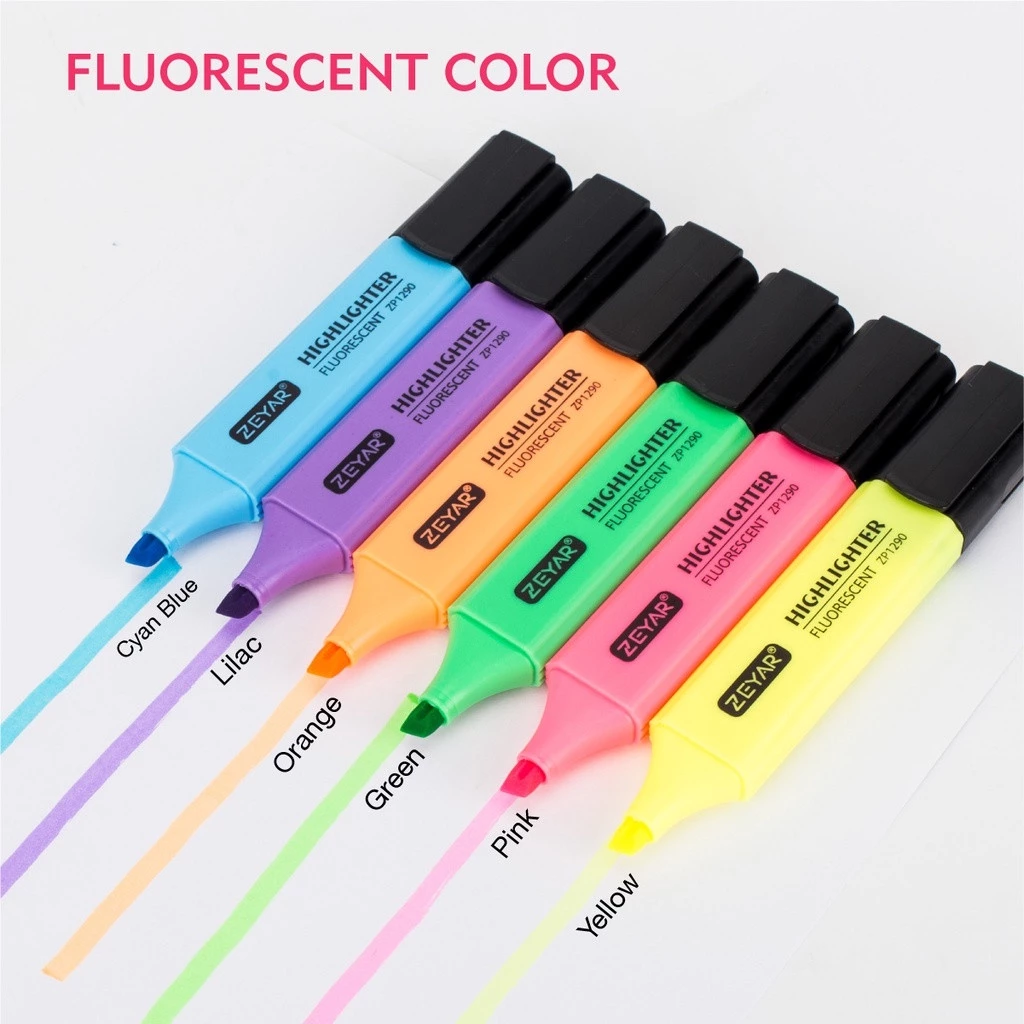 FLUORESCENT COLOR
HIGHLIGHTER
FLUORESCENT ZP1290
ZEYAR®
HIGHLIGHTER
FLUORESCENT ZP1290
ZEYAR®
HIGHLIGHTER
FLUORESCENT ZP1290
ZEYAR®
HIGHLIGHTER
FLUORESCENT ZP1290
ZEYAR®
HIGHLIGHTER
FLUORESCENT ZP1290
ZEYAR®
HIGHLIGHTER
FLUORESCENT ZP1290
ZEYAR®
Cyan Blue
Lilac
Orange
Green
Pink
Yellow